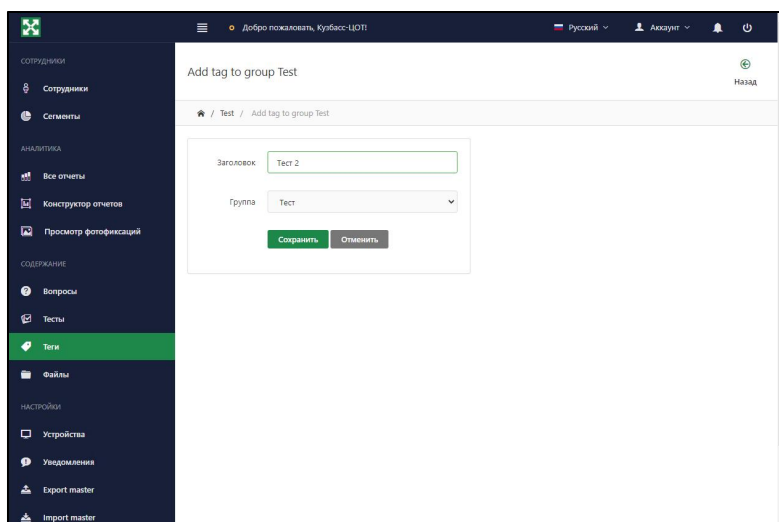 Добро пожаловать, Кузбасс-ЦОТ!
Русский
Аккаунт
СОТРУДНИКИ
Сотрудники
Сегменты
АНАЛИТИКА
Все отчеты
Конструктор отчетов
Просмотр фотофиксаций
СОДЕРЖАНИЕ
Вопросы
Тесты
Теги
Файлы
НАСТРОЙКИ
Устройства
Уведомления
Export master
Import master
Add tag to group Test
Назад
/ Test / Add tag to group Test
Заголовок
Тест 2
Группа
Тест
Сохранить
Отменить